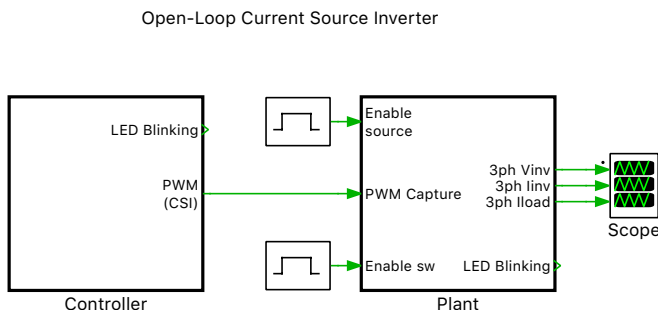 Open-Loop Current Source Inverter
LED Blinking
PWM
(CSI)
Controller
Enable
source
PWM Capture
Enable sw
3ph Vinv
3ph Iinv
3ph Iload
LED Blinking
Plant
Scope